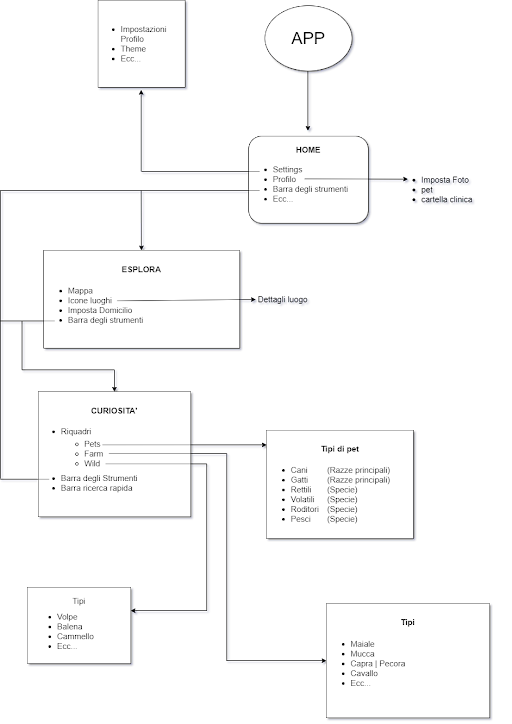 Impostazioni
Profilo
Theme
Ecc...
APP
HOME
Settings
Profilo
Barra degli strumenti
Ecc...
Imposta Foto
pet
cartella clinica
ESPLORA
Mappa
Icone luoghi
Imposta Domicilio
Barra degli strumenti
Dettagli luogo
CURIOSITA'
Riquadri
Pets
Farm
Wild
Barra degli Strumenti
Barra ricerca rapida
Tipi di pet
Cani (Razze principali)
Gatti (Razze principali)
Rettili (Specie)
Volatili (Specie)
Roditori (Specie)
Pesci (Specie)
Tipi
Volpe
Balena
Cammello
Ecc...
Tipi
Maiale
Mucca
Capra | Pecora
Cavallo
Ecc...